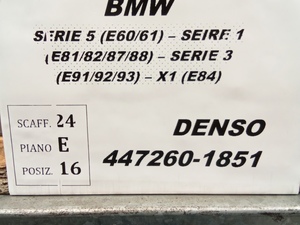 BMW
SERIE 5 (E60/61) – SEIRF 1
(E81/82/87/88) – SERIE 3
(E91/92/93) – X1 (E84)
SCAFF. 24
PIANO E
POSIZ. 16
DENSO
447260-1851